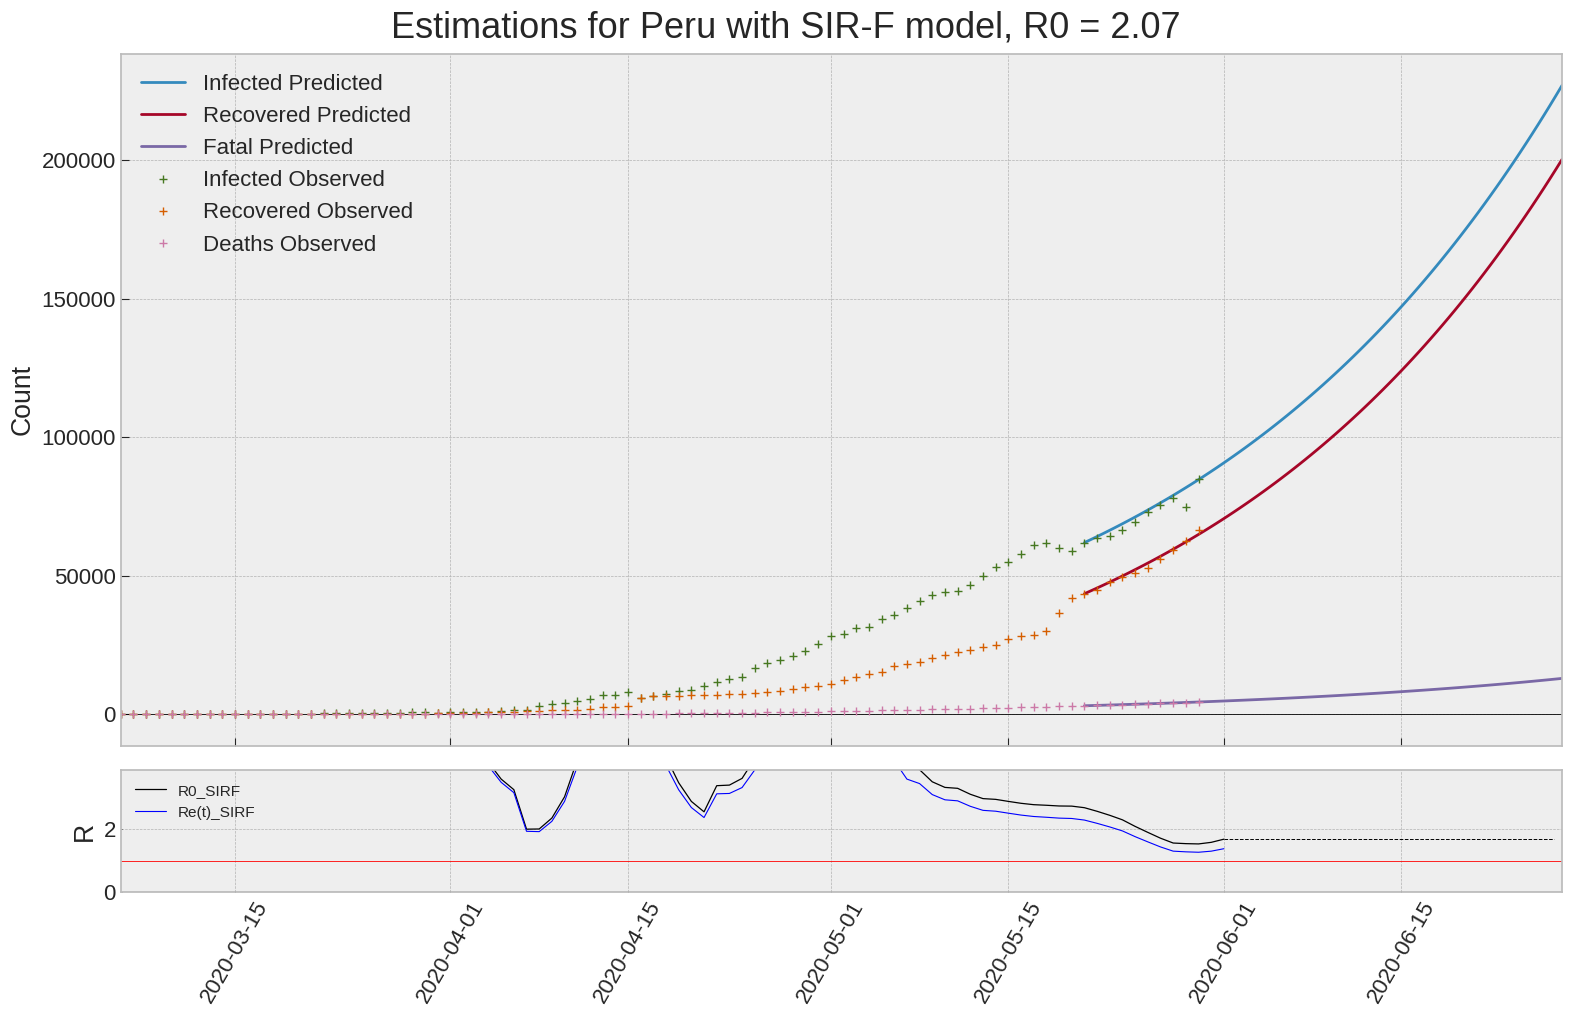 Estimations for Peru with SIR-F model, R0 = 2.07
Infected Predicted
Recovered Predicted
Fatal Predicted
Infected Observed
Recovered Observed
Deaths Observed
200000
150000
100000
50000
0
Count
R0_SIRF
Re(t)_SIRF
2
0
R
2020-03-15
2020-04-01
2020-04-15
2020-05-01
2020-05-15
2020-06-01
2020-06-15